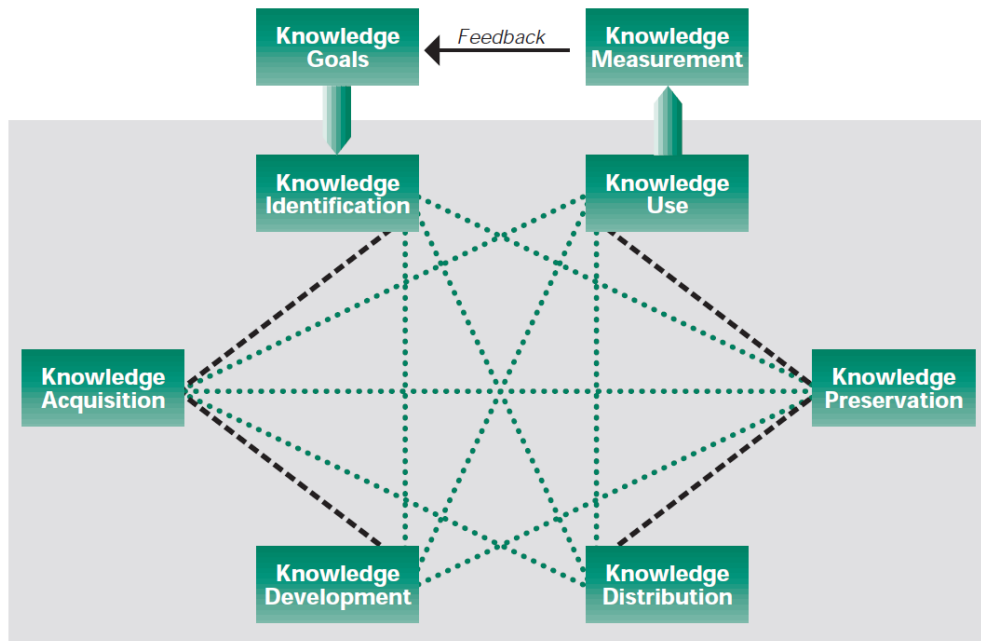 Knowledge
Goals
Feedback
Knowledge
Measurement
Knowledge
Identification
Knowledge
Use
Knowledge
Acquisition
Knowledge
Preservation
Knowledge
Development
Knowledge
Distribution